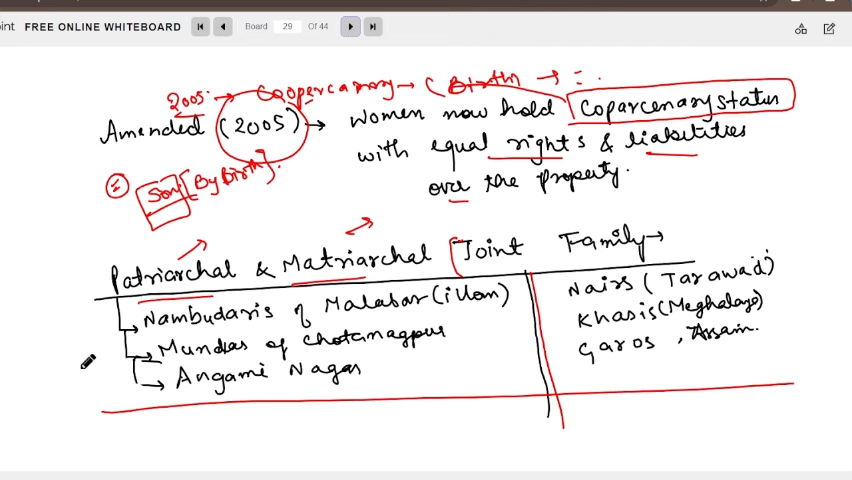 oint FREE ONLINE WHITEBOARD Board 29 Of 44
2005 → Coopercanary → (Birth) → =
Amended (2005) → women now hold Coparcenary status
with equal rights & liabilities
over the property.
= Son [By Birth].
Patriarchal & Matriarchal Joint Family →
Nambudaris of Malabar (illom)
Mundas of Chotanagpur
Angami Nagas
Nairs (Tarawad)
Khasis (Meghalaya)
Garos, Assam.